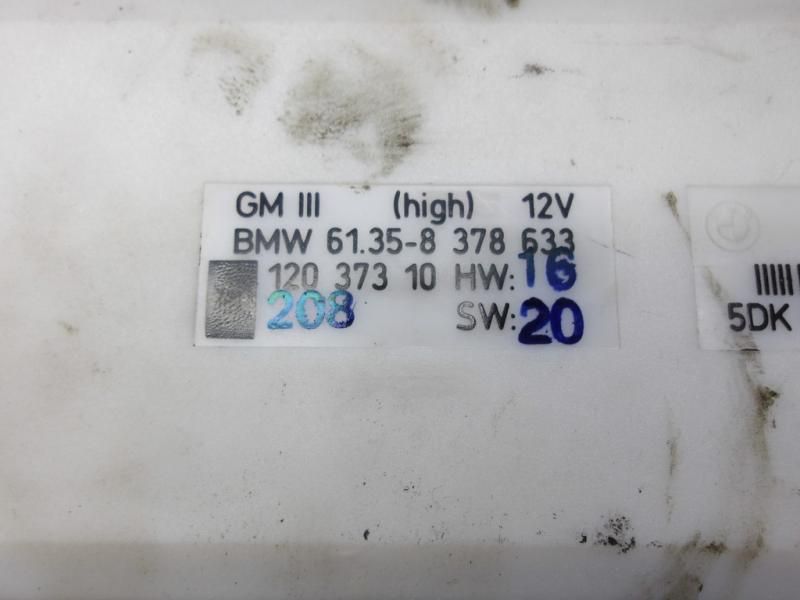 GM III (high) 12V
BMW 61.35-8 378 633
120 373 10 HW: 16
208 SW: 20
5DK